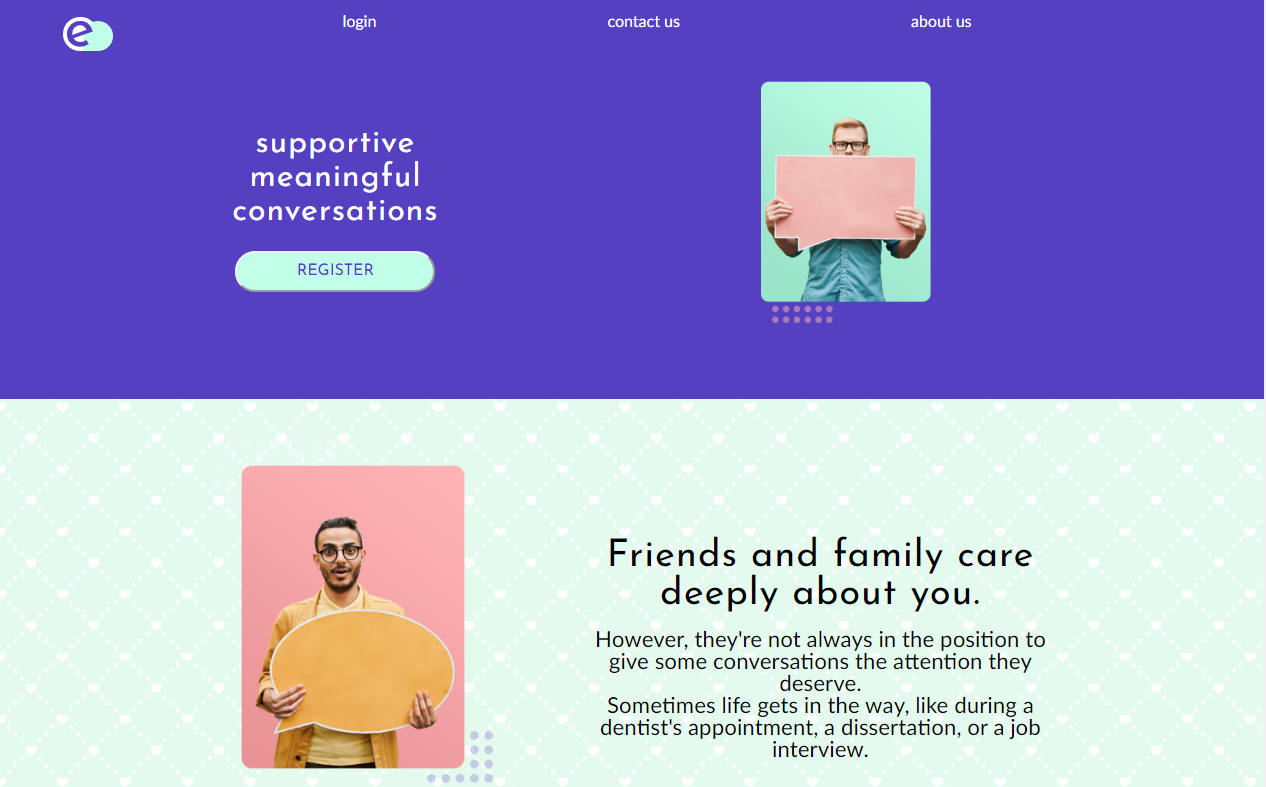 e
login contact us about us
supportive
meaningful
conversations
REGISTER
Friends and family care
deeply about you.
However, they're not always in the position to
give some conversations the attention they
deserve.
Sometimes life gets in the way, like during a
dentist's appointment, a dissertation, or a job
interview.